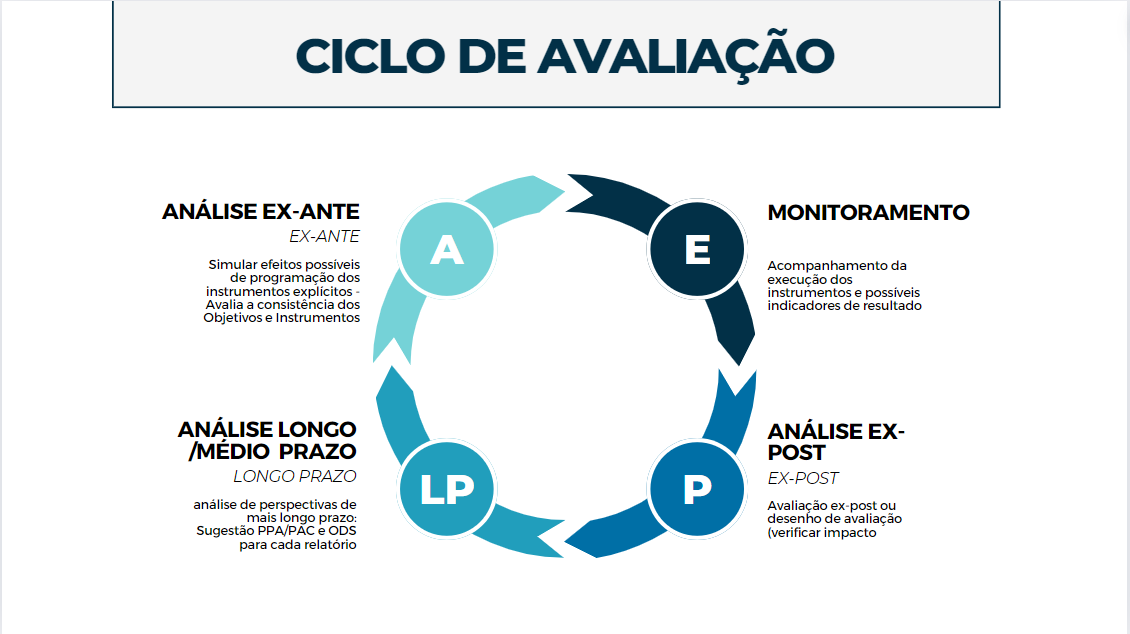 CICLO DE AVALIAÇÃO
ANÁLISE EX-ANTE
EX-ANTE
Simular efeitos possíveis
de programação dos
instrumentos explícitos -
Avalia a consistência dos
Objetivos e Instrumentos
A
E
MONITORAMENTO
Acompanhamento da
execução dos
instrumentos e possíveis
indicadores de resultado
ANÁLISE LONGO
/MÉDIO PRAZO
LONGO PRAZO
análise de perspectivas de
mais longo prazo:
Sugestão PPA/PAC e ODS
para cada relatório
LP
P
ANÁLISE EX-
POST
EX-POST
Avaliação ex-post ou
desenho de avaliação
(verificar impacto